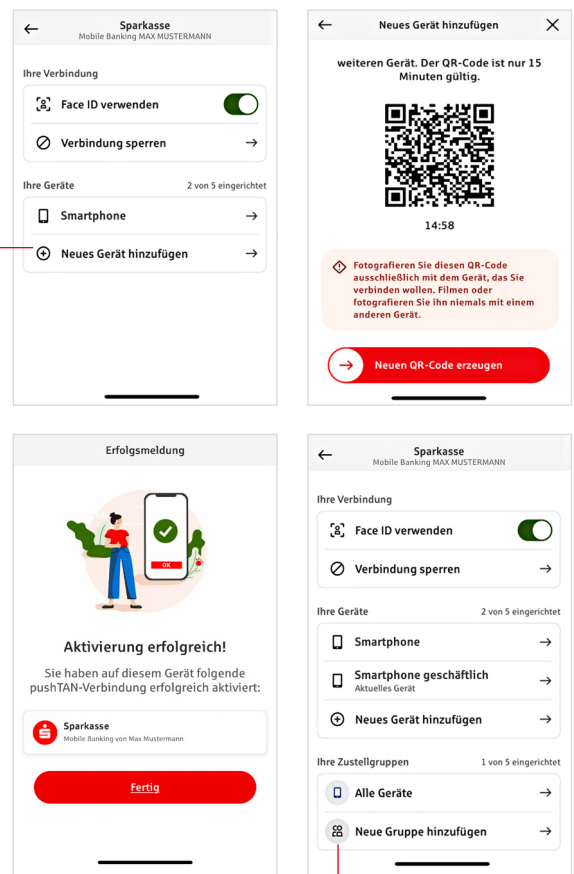 Sparkasse
Mobile Banking MAX MUSTERMANN
Ihre Verbindung
Face ID verwenden
Verbindung sperren
Ihre Geräte 2 von 5 eingerichtet
Smartphone
Neues Gerät hinzufügen
Neues Gerät hinzufügen
weiteren Gerät. Der QR-Code ist nur 15
Minuten gültig.
14:58
Fotografieren Sie diesen QR-Code
ausschließlich mit dem Gerät, das Sie
verbinden wollen. Filmen oder
fotografieren Sie ihn niemals mit einem
anderen Gerät.
Neuen QR-Code erzeugen
Erfolgsmeldung
OK
Aktivierung erfolgreich!
Sie haben auf diesem Gerät folgende
pushTAN-Verbindung erfolgreich aktiviert:
Sparkasse
Mobile Banking von Max Mustermann
Fertig
Sparkasse
Mobile Banking MAX MUSTERMANN
Ihre Verbindung
Face ID verwenden
Verbindung sperren
Ihre Geräte 2 von 5 eingerichtet
Smartphone
Smartphone geschäftlich
Aktuelles Gerät
Neues Gerät hinzufügen
Ihre Zustellgruppen 1 von 5 eingerichtet
Alle Geräte
Neue Gruppe hinzufügen